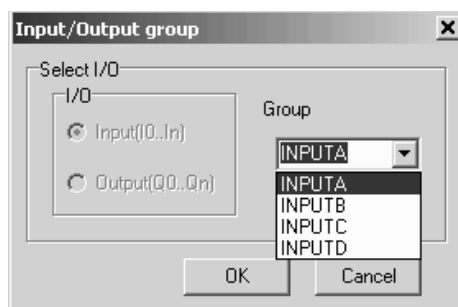 Input/Output group
Select I/O
I/O
Input(I0..In)
Output(Q0..Qn)
Group
INPUTA
INPUTA
INPUTB
INPUTC
INPUTD
OK
Cancel